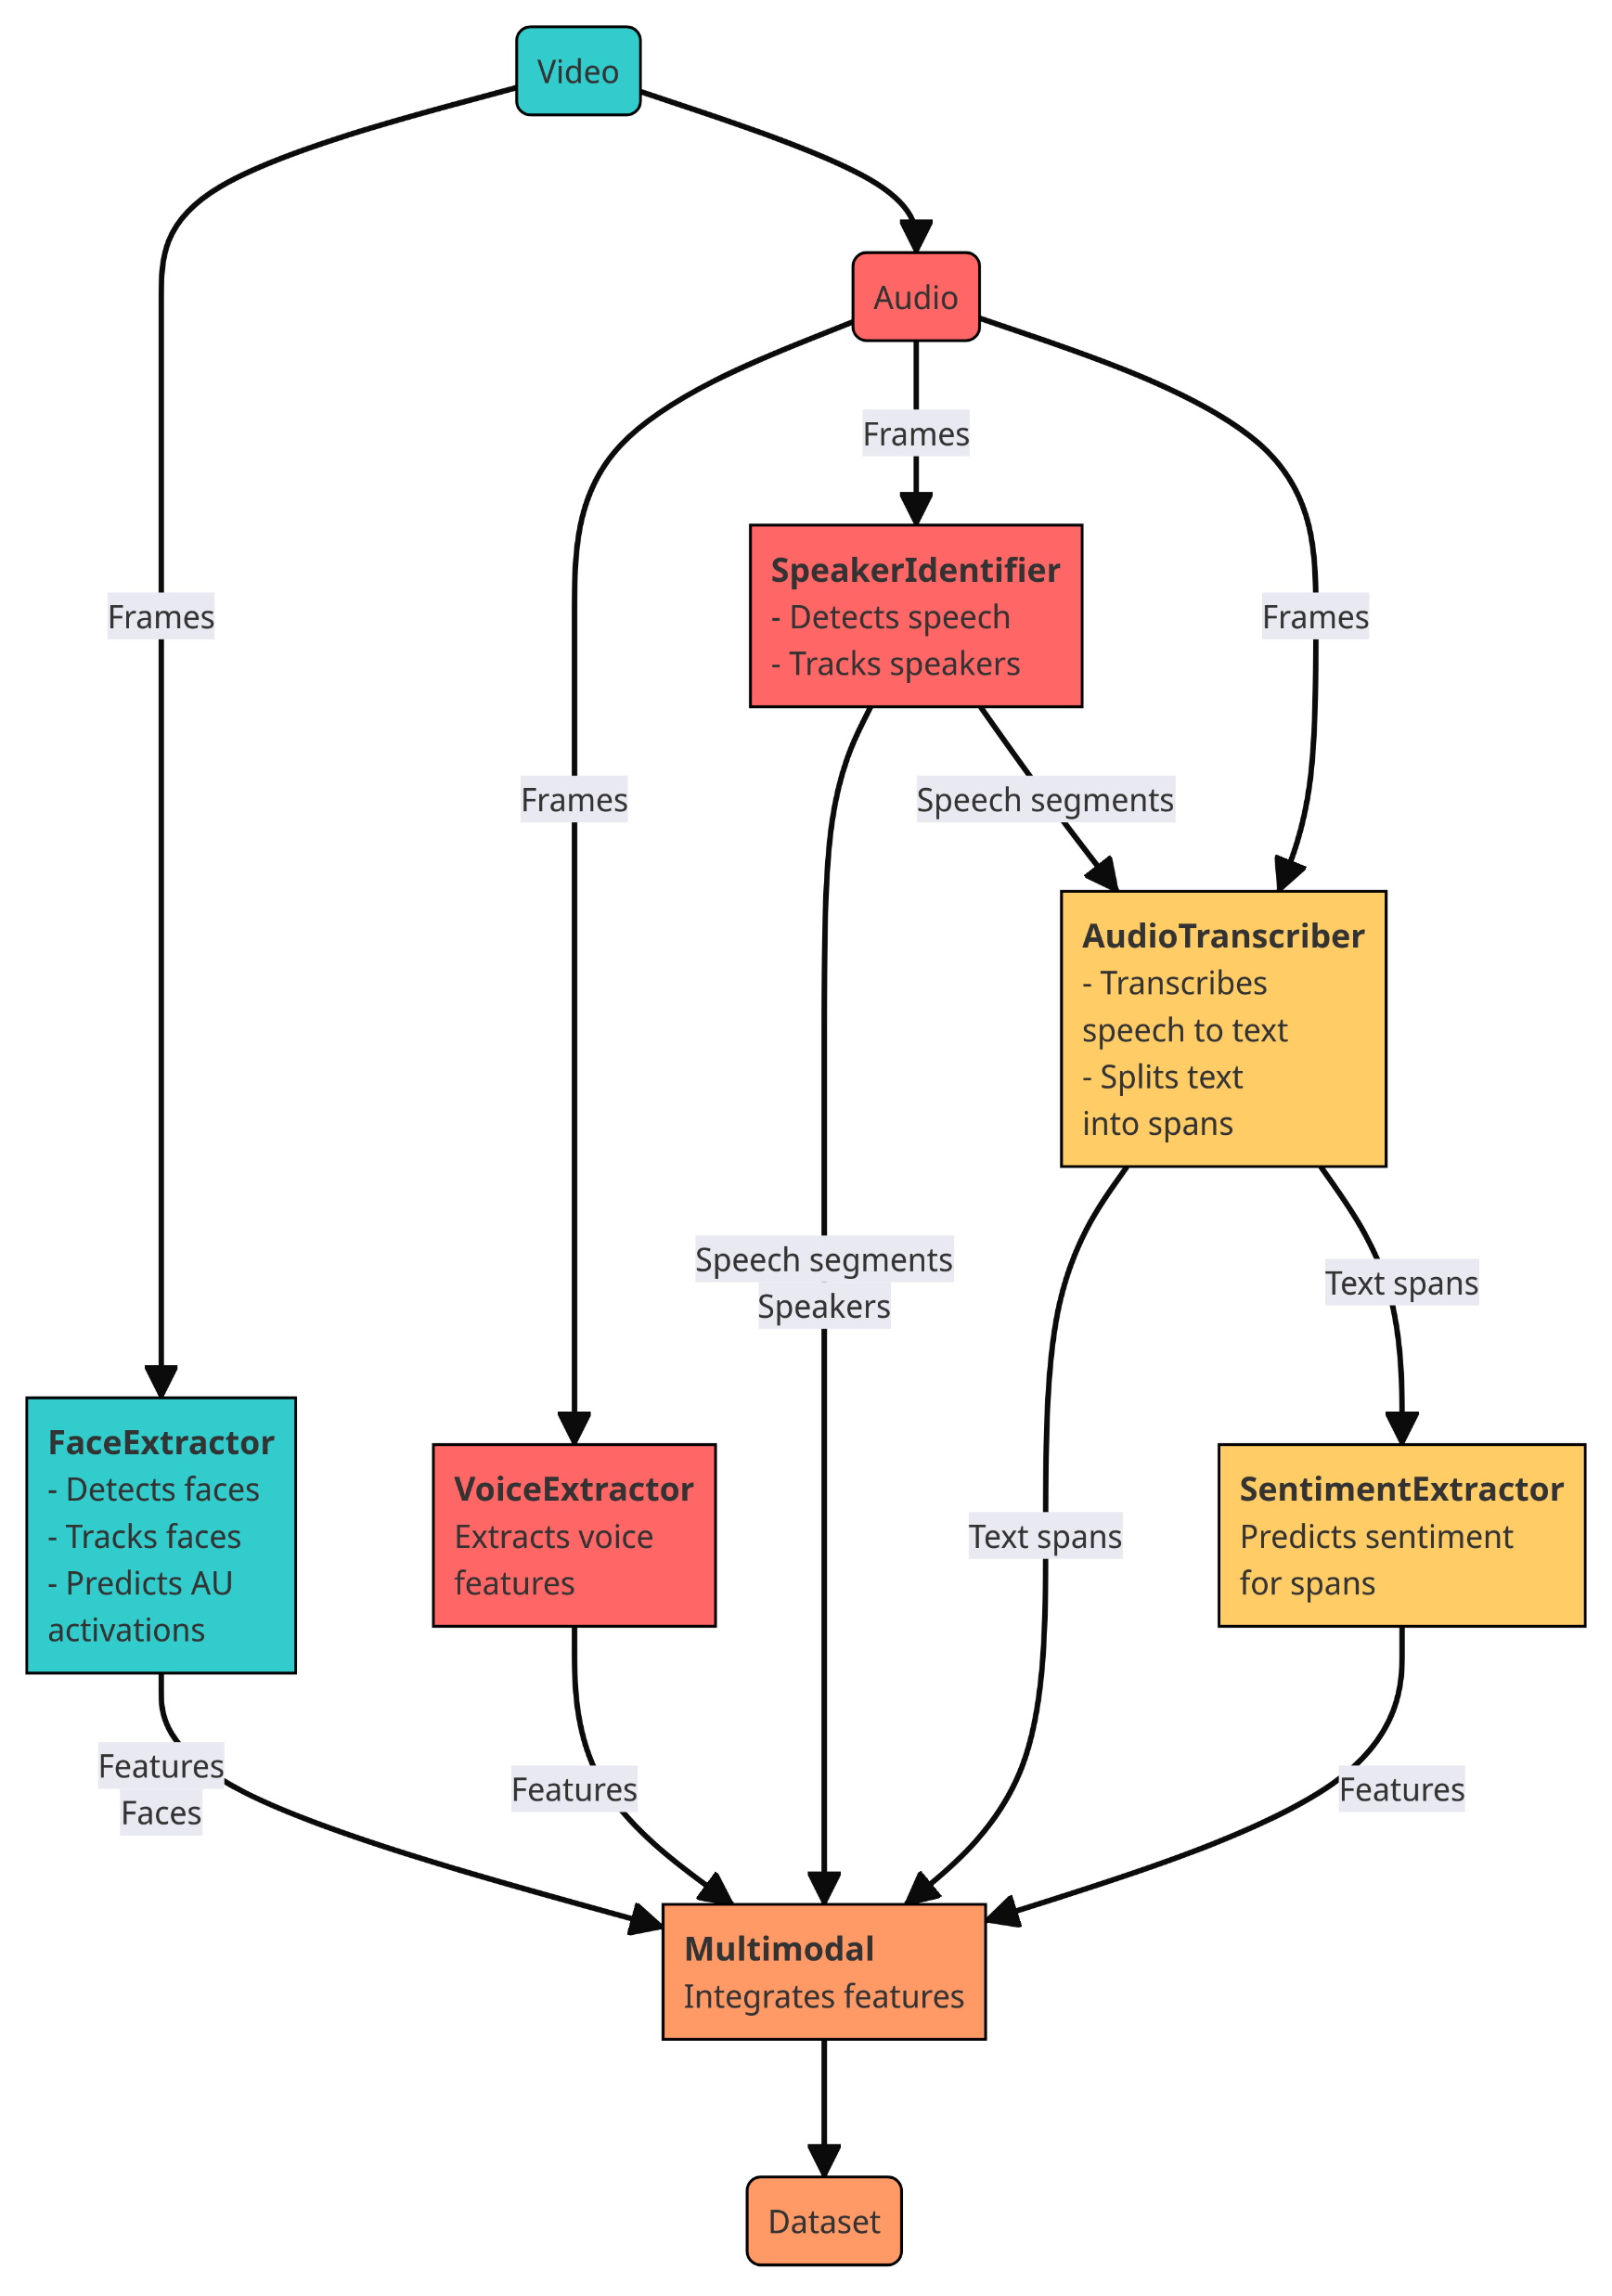 Video
Audio
Frames
SpeakerIdentifier
- Detects speech
- Tracks speakers
Frames
Frames
Frames
Speech segments
AudioTranscriber
- Transcribes
speech to text
- Splits text
into spans
Speech segments
Speakers
Text spans
FaceExtractor
- Detects faces
- Tracks faces
- Predicts AU
activations
VoiceExtractor
Extracts voice
features
Text spans
SentimentExtractor
Predicts sentiment
for spans
Features
Faces
Features
Features
Multimodal
Integrates features
Dataset